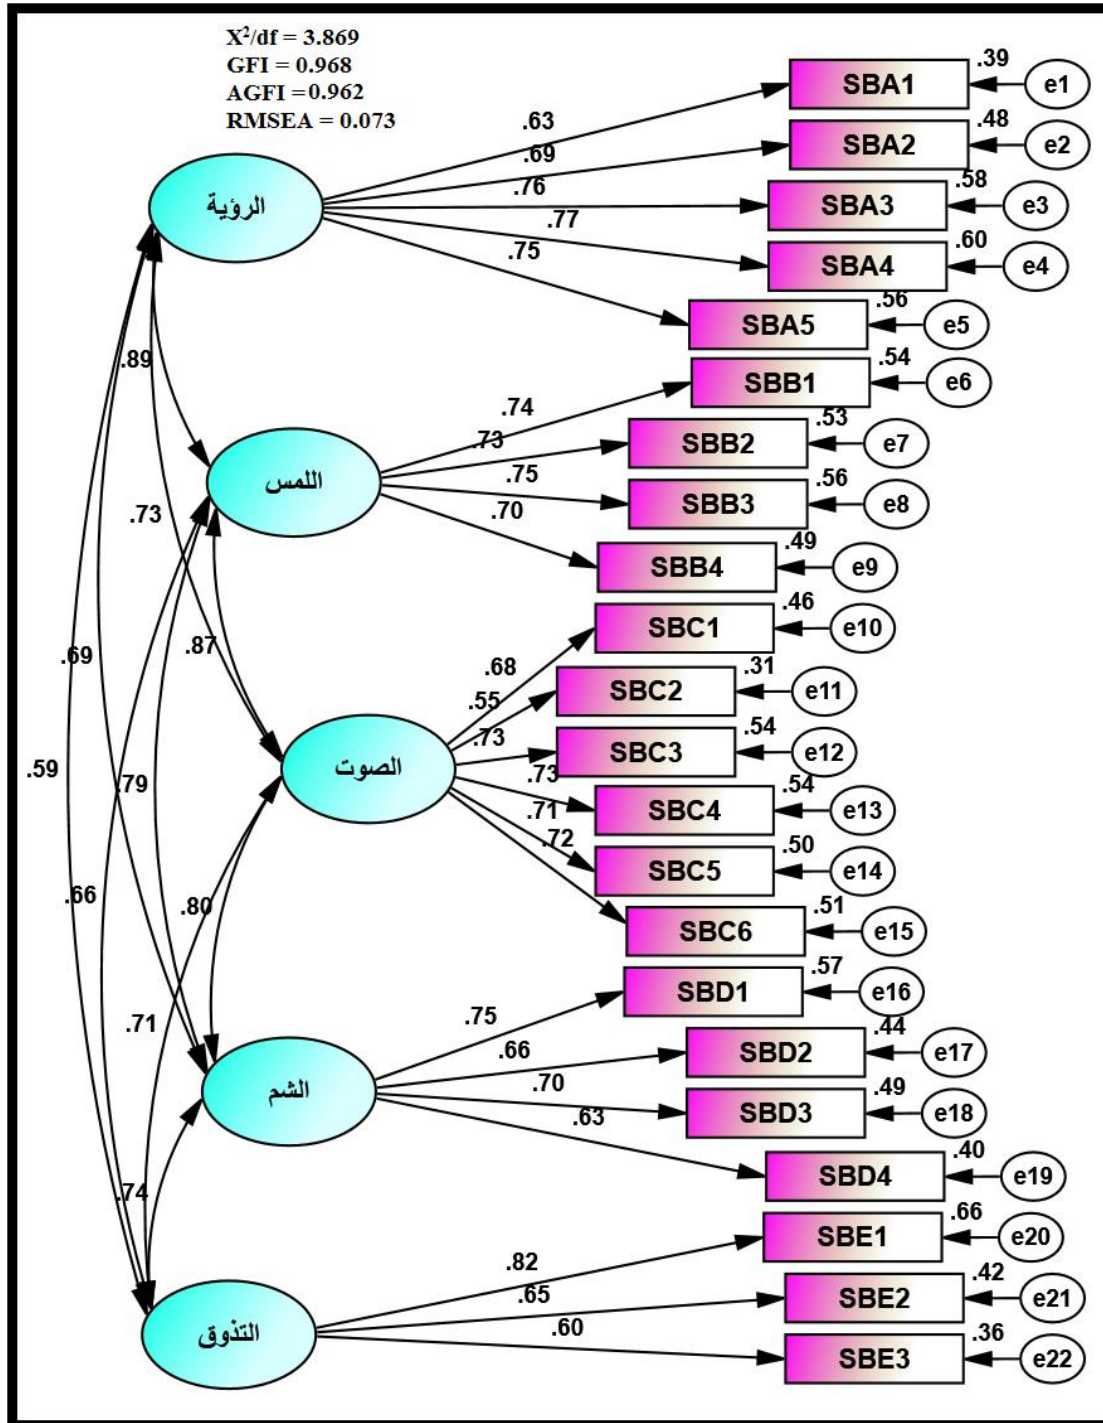 X²/df = 3.869
GFI = 0.968
AGFI = 0.962
RMSEA = 0.073
.39
SBA1
e1
.63
.48
SBA2
e2
.69
.58
الرؤية
.76
SBA3
e3
.77
.60
SBA4
e4
.75
.56
SBA5
e5
.89
.54
SBB1
e6
.74
.53
.73
SBB2
e7
اللمس
.75
.56
SBB3
e8
.73
.70
.49
SBB4
e9
.46
SBC1
e10
.69
.87
.68
.31
SBC2
e11
.55
.73
.54
SBC3
e12
الصوت
.59
.79
.73
.54
SBC4
e13
.71
.72
.50
SBC5
e14
.66
.80
.51
SBC6
e15
.57
SBD1
e16
.71
.75
.44
.66
SBD2
e17
الشم
.70
.49
SBD3
e18
.63
.40
SBD4
e19
.74
.66
SBE1
e20
.82
.42
.65
SBE2
e21
التذوق
.60
.36
SBE3
e22